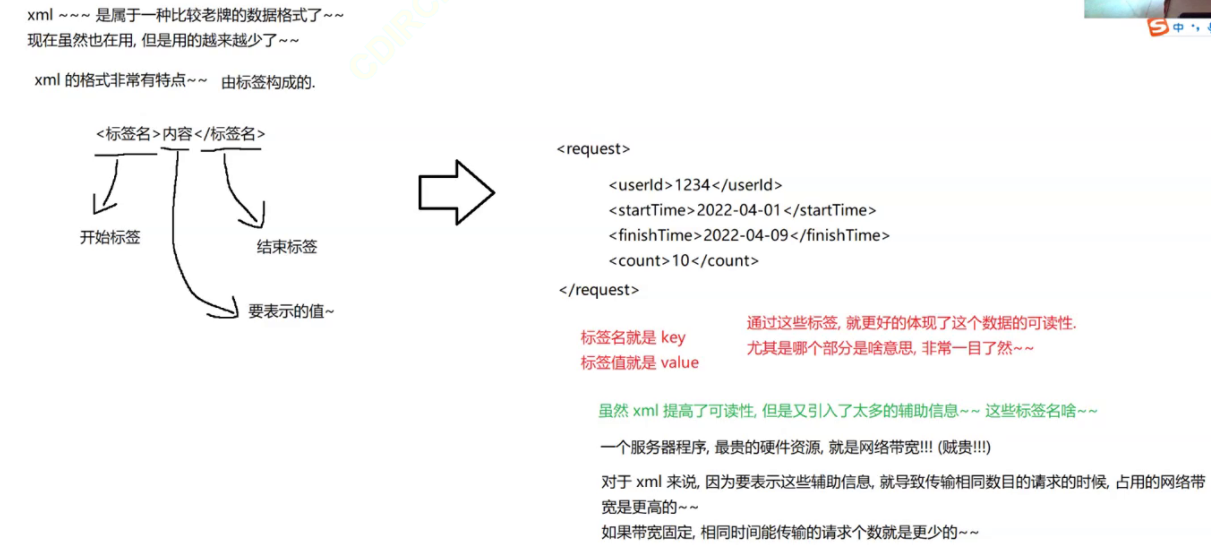 xml ~~~ 是属于一种比较老牌的数据格式了~~
现在虽然也在用, 但是用的越来越少了~~
xml 的格式非常有特点~~ 由标签构成的.
<标签名>内容</标签名>
开始标签
结束标签
要表示的值~
<request>
<userId>1234</userId>
<startTime>2022-04-01</startTime>
<finishTime>2022-04-09</finishTime>
<count>10</count>
</request>
标签名就是 key
标签值就是 value
通过这些标签, 就更好的体现了这个数据的可读性.
尤其是哪个部分是啥意思, 非常一目了然~~
虽然 xml 提高了可读性, 但是又引入了太多的辅助信息~~ 这些标签名啥~~
一个服务器程序, 最贵的硬件资源, 就是网络带宽!!! (贼贵!!!)
对于 xml 来说, 因为要表示这些辅助信息, 就导致传输相同数目的请求的时候, 占用的网络带
宽是更高的~~
如果带宽固定, 相同时间能传输的请求个数就是更少的~~
中